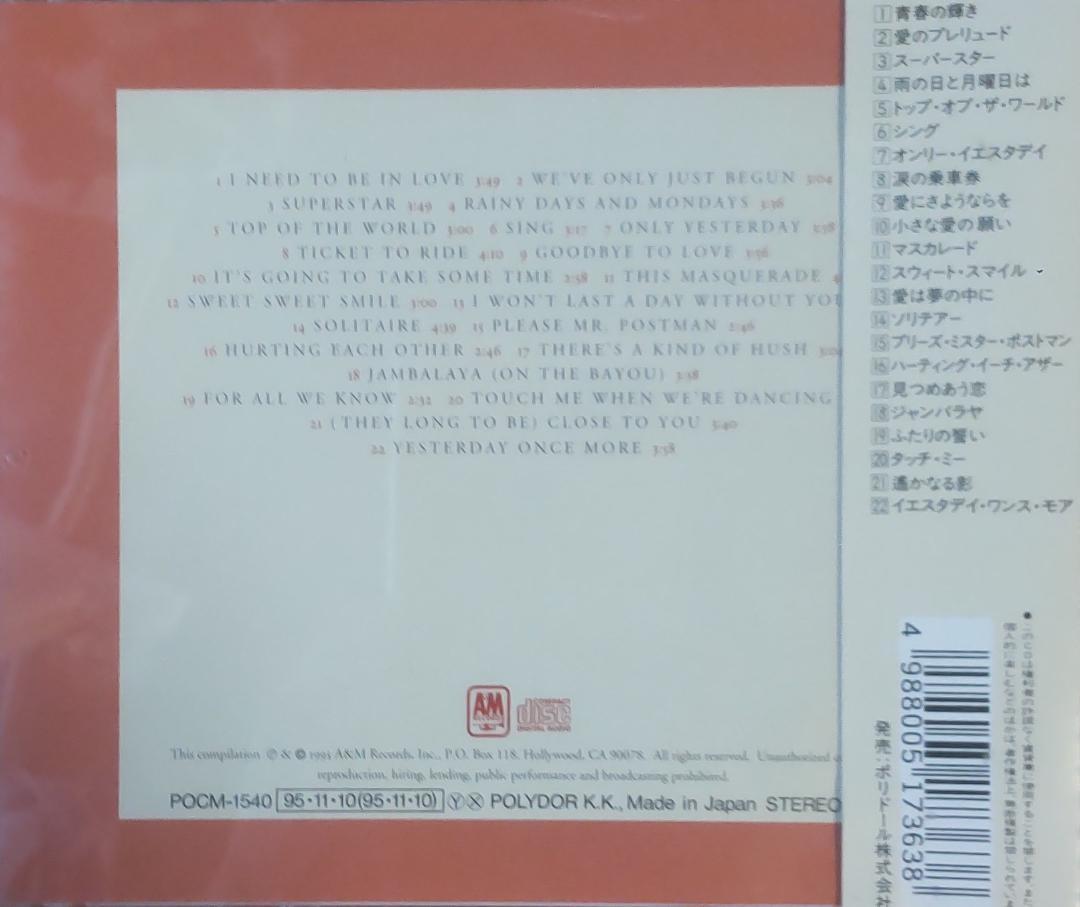 1 I NEED TO BE IN LOVE 3:49 2 WE'VE ONLY JUST BEGUN 3:04
3 SUPERSTAR 3:49 4 RAINY DAYS AND MONDAYS 3:36
5 TOP OF THE WORLD 3:00 6 SING 3:17 7 ONLY YESTERDAY 3:58
8 TICKET TO RIDE 4:10 9 GOODBYE TO LOVE 3:56
10 IT'S GOING TO TAKE SOME TIME 2:58 11 THIS MASQUERADE
12 SWEET SWEET SMILE 3:00 13 I WON'T LAST A DAY WITHOUT YOU
14 SOLITAIRE 4:39 15 PLEASE MR. POSTMAN 2:46
16 HURTING EACH OTHER 2:46 17 THERE'S A KIND OF HUSH
18 JAMBALAYA (ON THE BAYOU) 3:38
19 FOR ALL WE KNOW 2:32 20 TOUCH ME WHEN WE'RE DANCING
21 (THEY LONG TO BE) CLOSE TO YOU 3:40
22 YESTERDAY ONCE MORE 3:58
A&M RECORDS
COMPACT disc DIGITAL AUDIO
This compilation ℗ & © 1995 A&M Records, Inc., P.O. Box 118, Hollywood, CA 90078. All rights reserved. Unauthorized
reproduction, hiring, lending, public performance and broadcasting prohibited.
POCM-1540 95・11・10(95・11・10) Ⓨ Ⓧ POLYDOR K.K., Made in Japan STEREO
1 青春の輝き
2 愛のプレリュード
3 スーパースター
4 雨の日と月曜日は
5 トップ・オブ・ザ・ワールド
6 シング
7 オンリー・イエスタデイ
8 涙の乗車券
9 愛にさようならを
10 小さな愛の願い
11 マスカレード
12 スウィート・スマイル
13 愛は夢の中に
14 ソリテアー
15 プリーズ・ミスター・ポストマン
16 ハーティング・イーチ・アザー
17 見つめあう恋
18 ジャンバラヤ
19 ふたりの誓い
20 タッチ・ミー
21 遙かなる影
22 イエスタデイ・ワンス・モア
4 988005 173638
発売:ポリドール株式会社